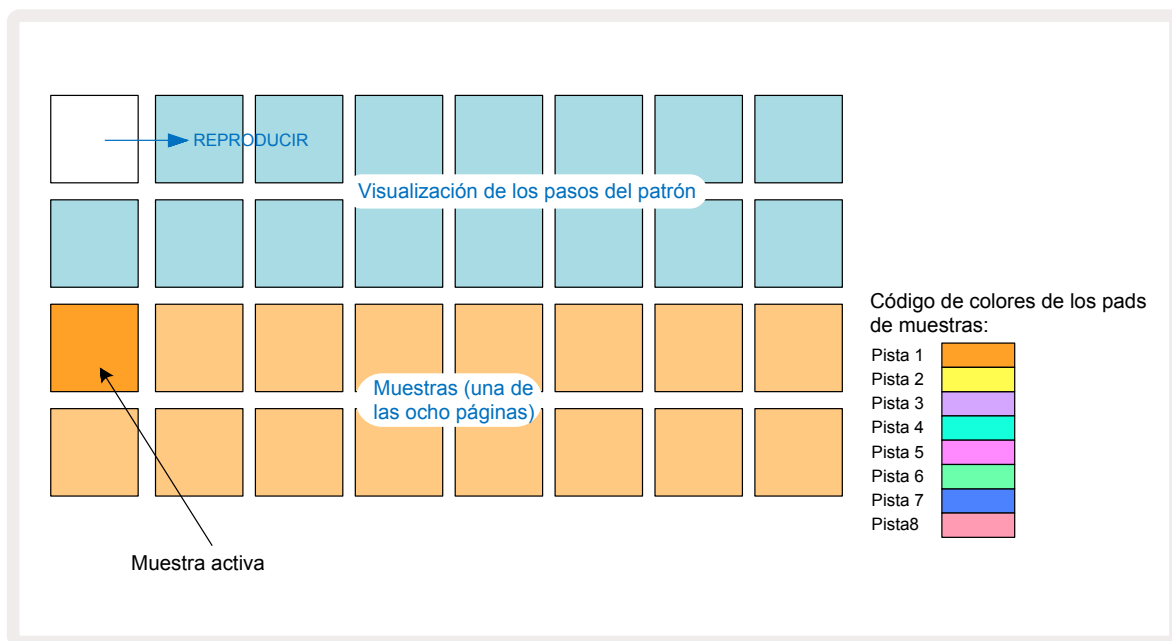 REPRODUCIR
Visualización de los pasos del patrón
Muestras (una de
las ocho páginas)
Muestra activa
Código de colores de los pads
de muestras:
Pista 1
Pista 2
Pista 3
Pista 4
Pista 5
Pista 6
Pista 7
Pista8